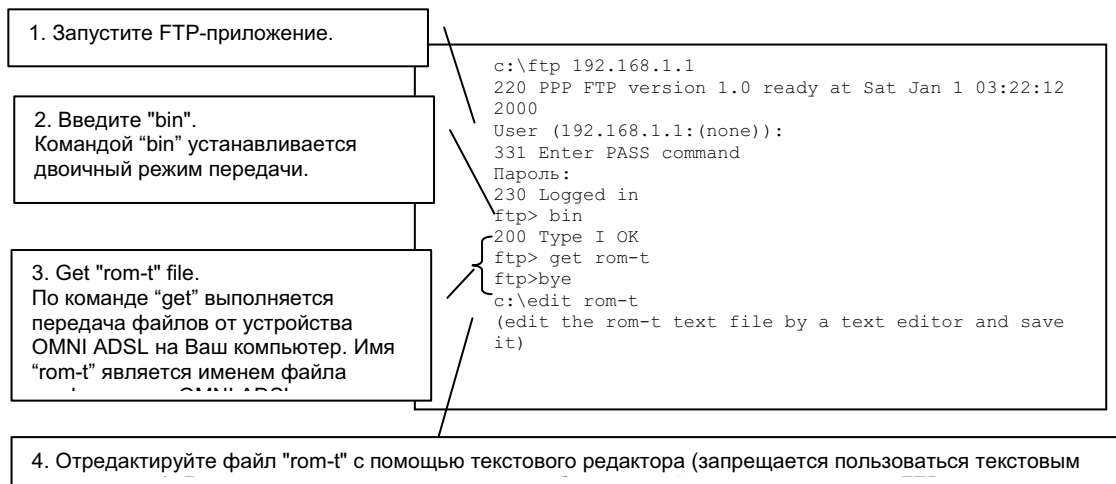 1. Запустите FTP-приложение.
2. Введите "bin".
Командой “bin” устанавливается
двоичный режим передачи.
3. Get "rom-t" file.
По команде “get” выполняется
передача файлов от устройства
OMNI ADSL на Ваш компьютер. Имя
“rom-t” является именем файла
c:\ftp 192.168.1.1
220 PPP FTP version 1.0 ready at Sat Jan 1 03:22:12
2000
User (192.168.1.1:(none)):
331 Enter PASS command
Пароль:
230 Logged in
ftp> bin
200 Type I OK
ftp> get rom-t
ftp>bye
c:\edit rom-t
(edit the rom-t text file by a text editor and save
it)
4. Отредактируйте файл "rom-t" с помощью текстового редактора (запрещается пользоваться текстовым